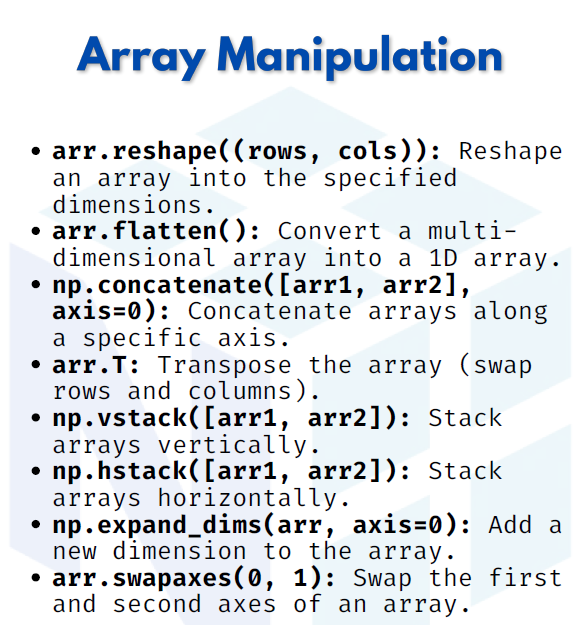 Array Manipulation
• arr.reshape((rows, cols)): Reshape
an array into the specified
dimensions.
• arr.flatten(): Convert a multi-
dimensional array into a 1D array.
• np.concatenate([arr1, arr2],
axis=0): Concatenate arrays along
a specific axis.
• arr.T: Transpose the array (swap
rows and columns).
• np.vstack([arr1, arr2]): Stack
arrays vertically.
• np.hstack([arr1, arr2]): Stack
arrays horizontally.
• np.expand_dims(arr, axis=0): Add a
new dimension to the array.
• arr.swapaxes(0, 1): Swap the first
and second axes of an array.